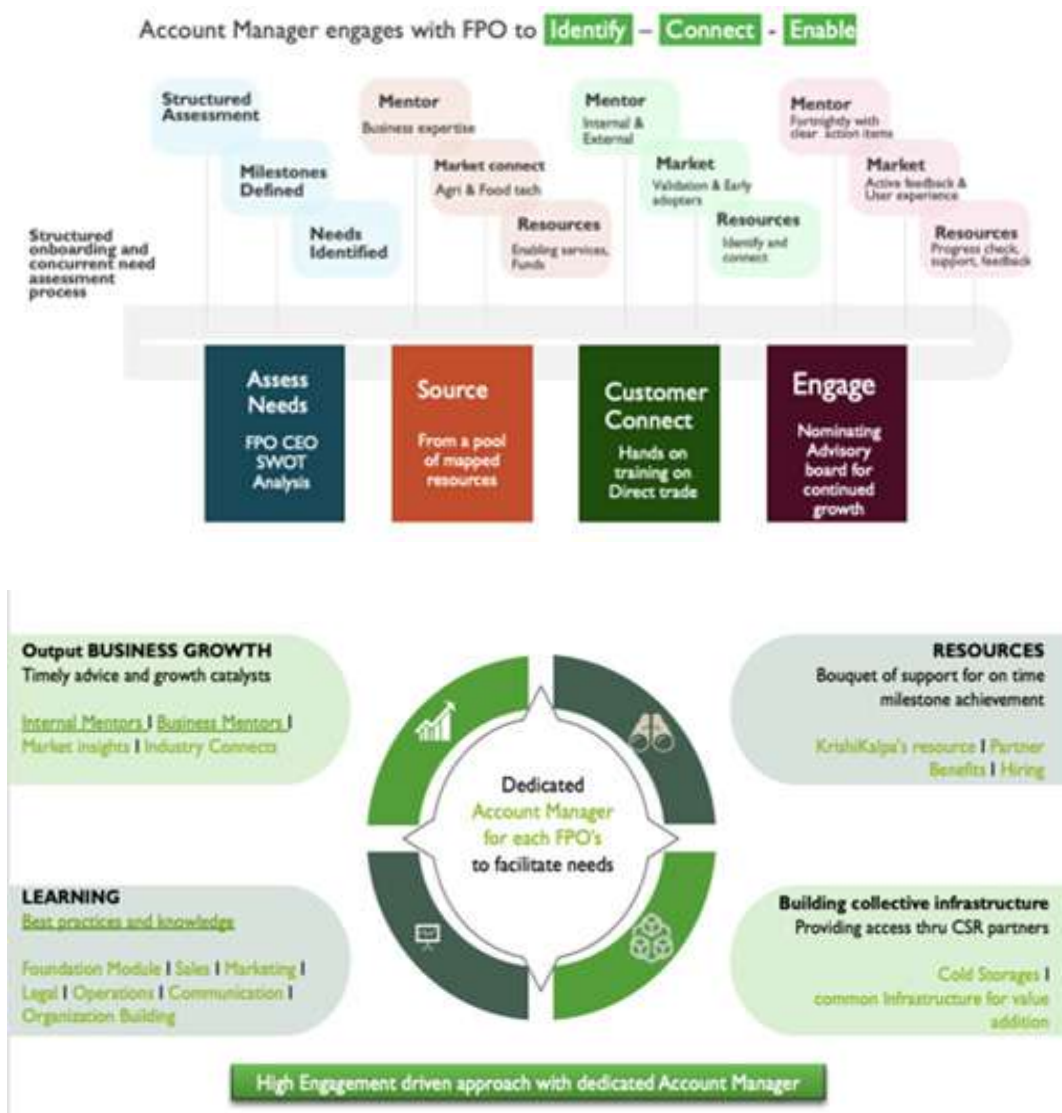 Account Manager engages with FPO to Identify – Connect - Enable
Structured
Assessment
Milestones
Defined
Needs
Identified
Mentor
Business expertise
Market connect
Agri & Food tech
Resources
Enabling services,
Funds
Mentor
Internal &
External
Market
Validation & Early
adopters
Resources
Identify and
connect
Mentor
Fortnightly with
clear action items
Market
Active feedback &
User experience
Resources
Progress check,
support, feedback
Structured
onboarding and
concurrent need
assessment
process
Assess
Needs
FPO CEO
SWOT
Analysis
Source
From a pool
of mapped
resources
Customer
Connect
Hands on
training on
Direct trade
Engage
Nominating
Advisory
board for
continued
growth
Output BUSINESS GROWTH
Timely advice and growth catalysts
Internal Mentors I Business Mentors I
Market insights I Industry Connects
RESOURCES
Bouquet of support for on time
milestone achievement
KrishiKalpa's resource I Partner
Benefits I Hiring
Dedicated
Account Manager
for each FPO's
to facilitate needs
LEARNING
Best practices and knowledge
Foundation Module I Sales I Marketing I
Legal I Operations I Communication I
Organization Building
Building collective infrastructure
Providing access thru CSR partners
Cold Storages I
common Infrastructure for value
addition
High Engagement driven approach with dedicated Account Manager